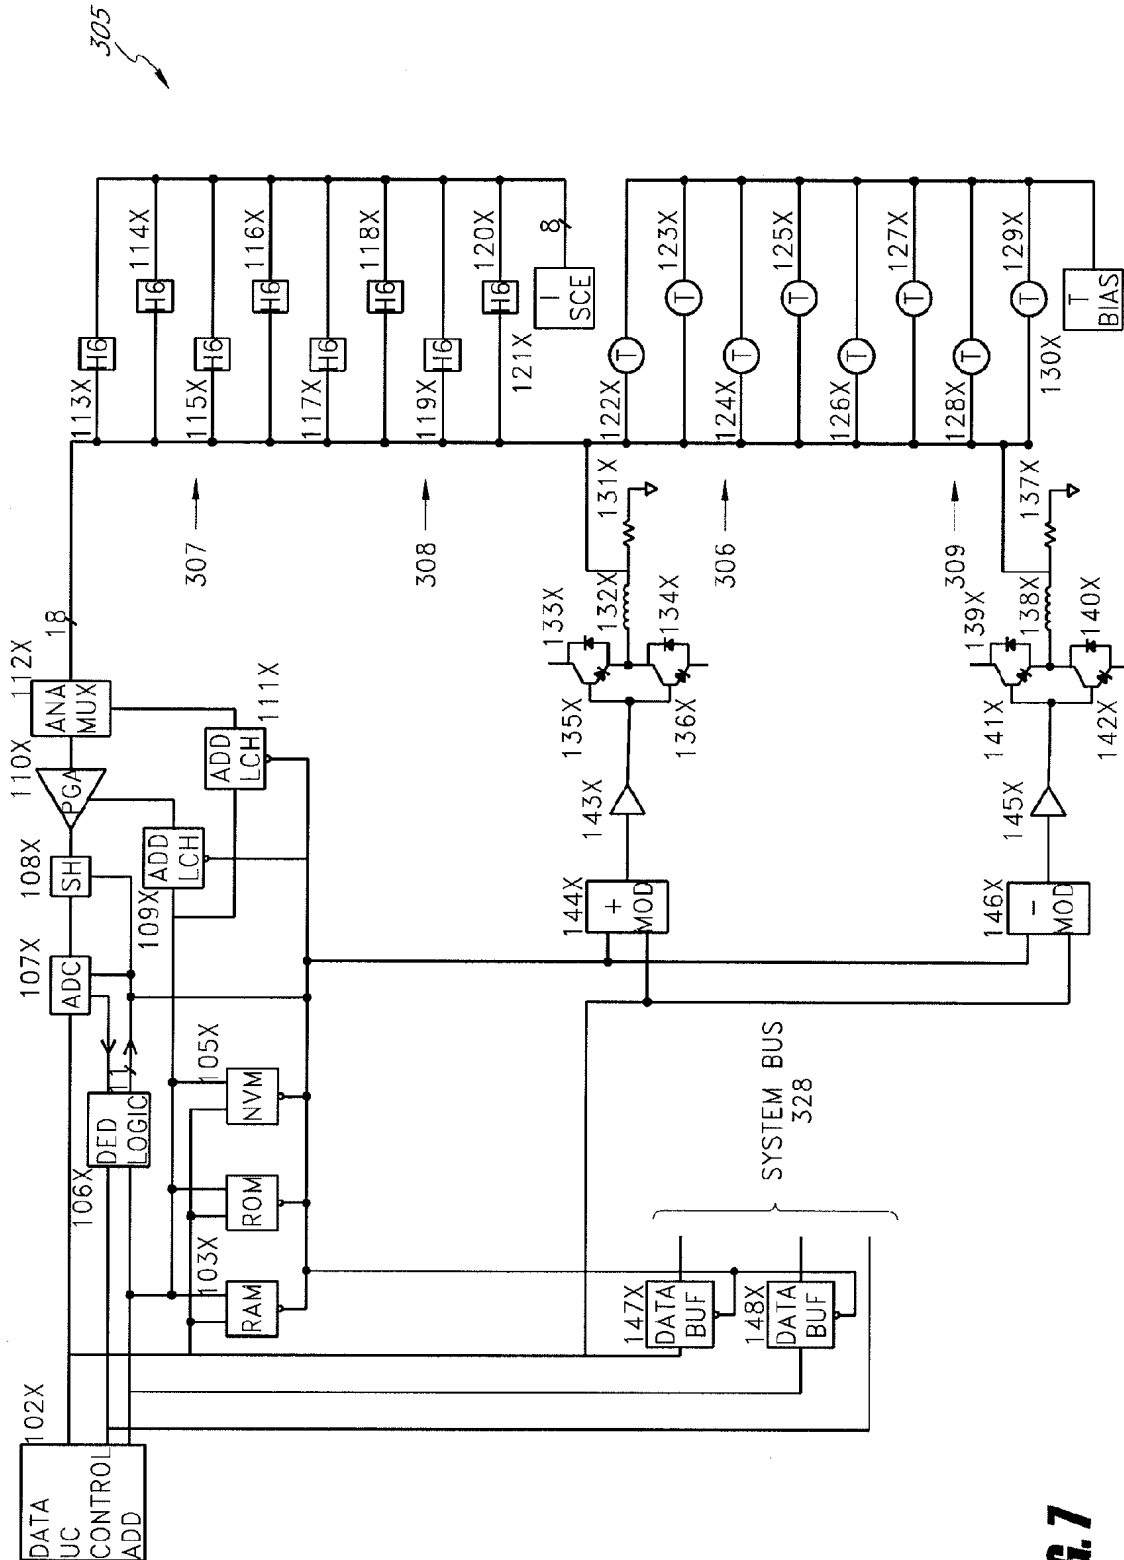 305
113X
H6
H6
114X
115X
H6
H6
116X
117X
H6
H6
118X
119X
H6
H6
120X
121X
I
SCE
8
122X
T
T
123X
124X
T
T
125X
126X
T
T
127X
128X
T
T
129X
130X
T
BIAS
307
308
306
309
18
112X
ANA
MUX
110X
PGA
111X
ADD
LCH
108X
SH
109X
ADD
LCH
107X
ADC
11
106X
DED
LOGIC
105X
NVM
ROM
103X
RAM
102X
DATA
UC
CONTROL
ADD
131X
132X
133X
134X
135X
136X
143X
144X
+
MOD
137X
138X
139X
140X
141X
142X
145X
146X
-
MOD
SYSTEM BUS
328
147X
DATA
BUF
148X
DATA
BUF